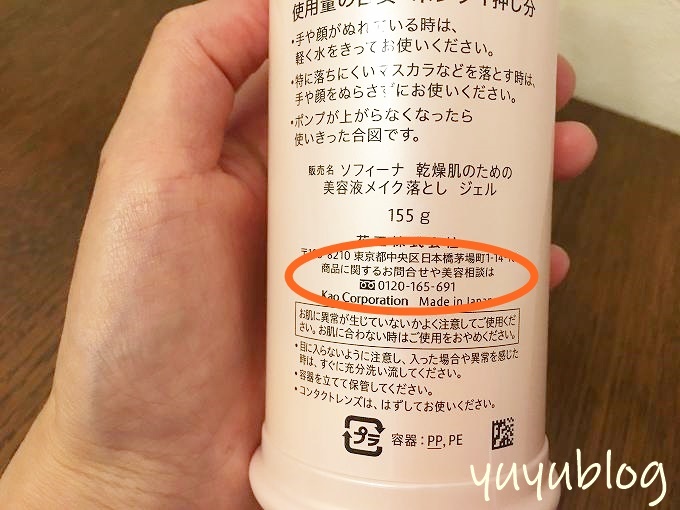 使用量の
・手や顔がぬれている時は、
軽く水をきってお使いください。
・特に落ちにくいマスカラなどを落とす時は、
手や顔をぬらさずにお使いください。
・ポンプが上がらなくなったら
使いきった合図です。
販売名 ソフィーナ 乾燥肌のための
美容液メイク落とし ジェル
155 g
花王株式会社
東京都中央区日本橋茅場町1-14-10
商品に関するお問合せや美容相談は
0120-165-691
Kao Corporation Made in Japan
お肌に異常が生じていないかよく注意してご使用くだ
さい。お肌に合わない時はご使用をおやめください。
・目に入らないように注意し、入った場合や異常を感じた
時は、すぐに充分洗い流してください。
・容器を立てて保管してください。
・コンタクトレンズは、はずしてお使いください。
プラ 容器：PP, PE
yuyublog